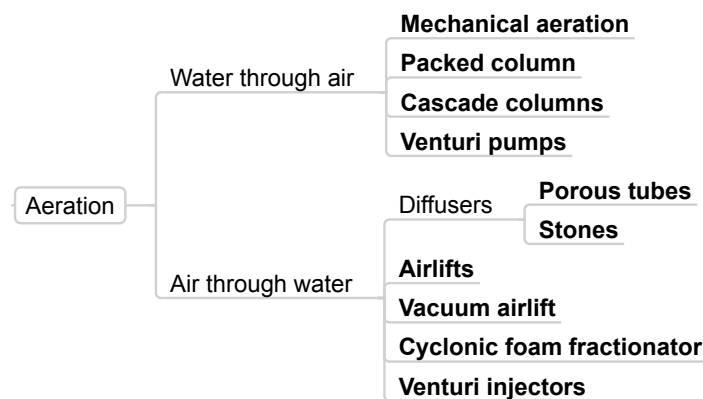 Aeration
Water through air
Mechanical aeration
Packed column
Cascade columns
Venturi pumps
Air through water
Diffusers
Porous tubes
Stones
Airlifts
Vacuum airlift
Cyclonic foam fractionator
Venturi injectors